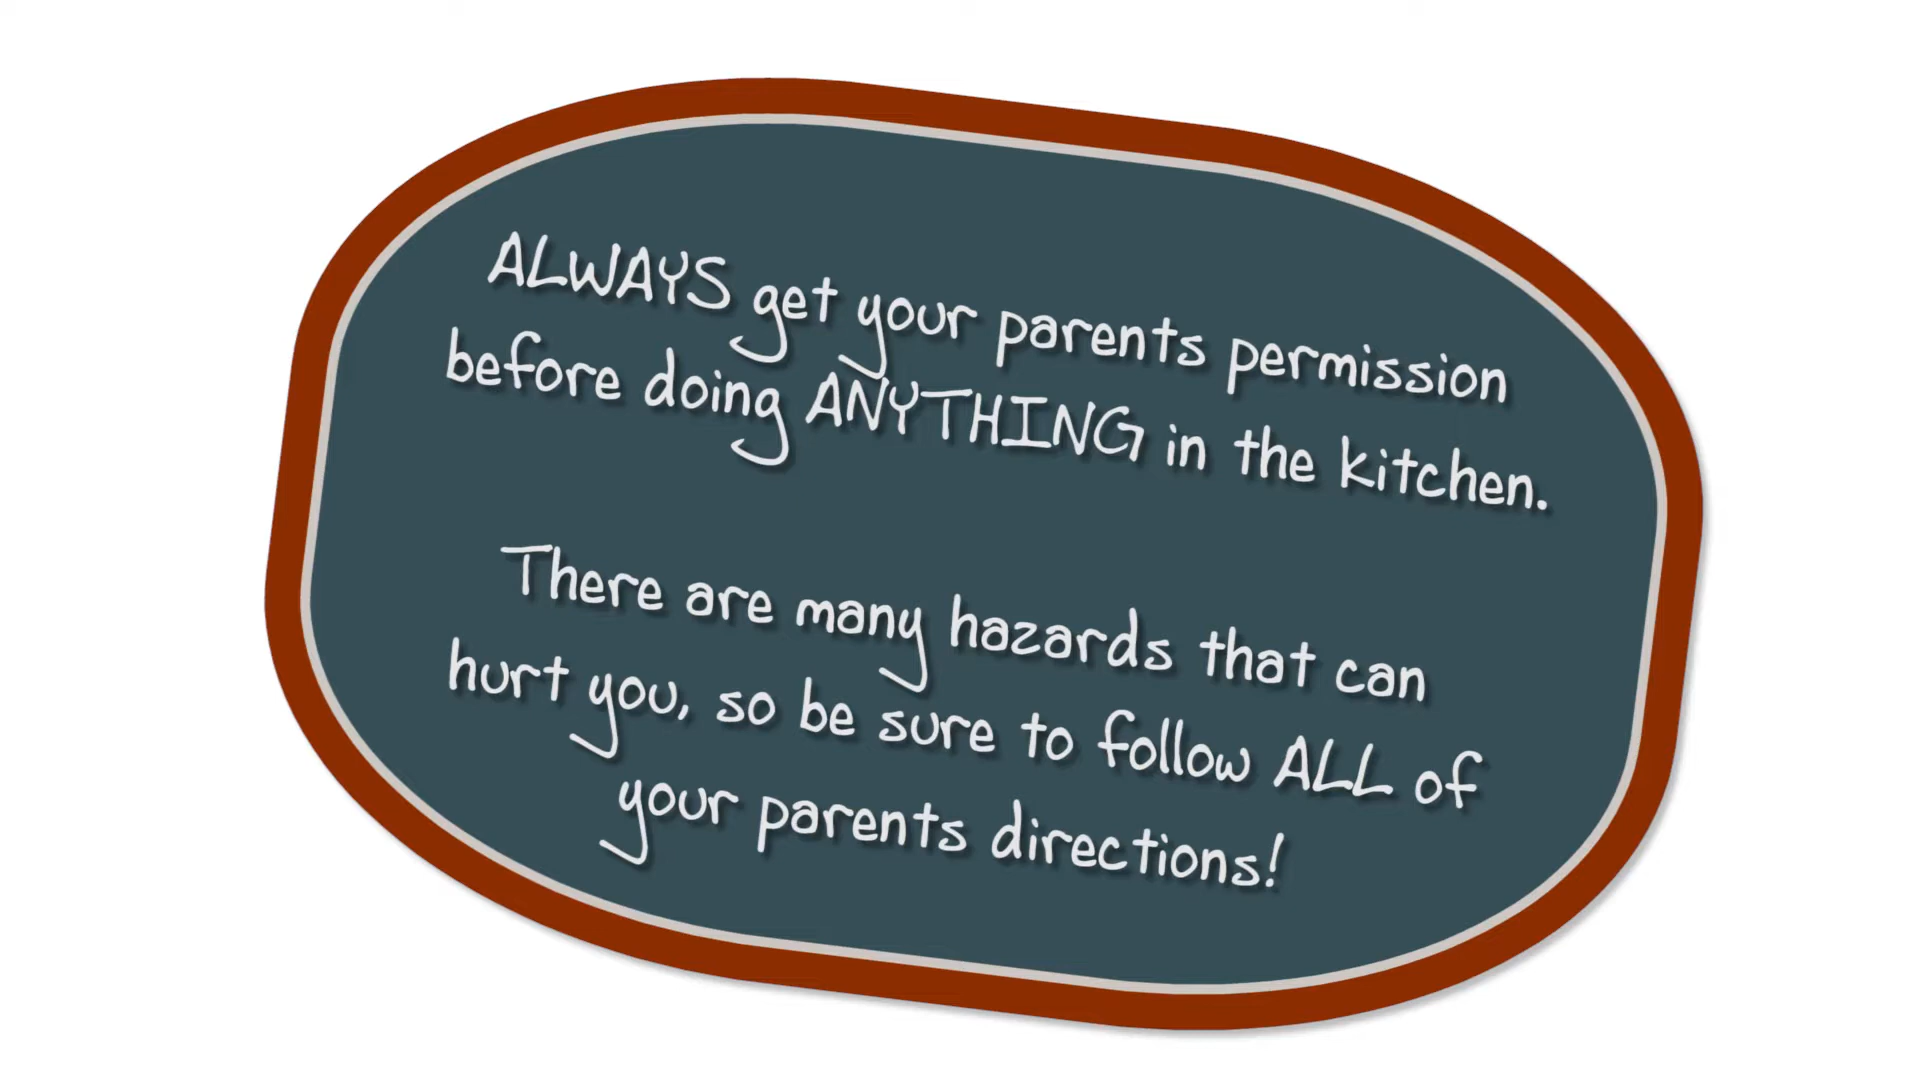 ALWAYS get your parents permission
before doing ANYTHING in the kitchen.
There are many hazards that can
hurt you, so be sure to follow ALL of
your parents directions!